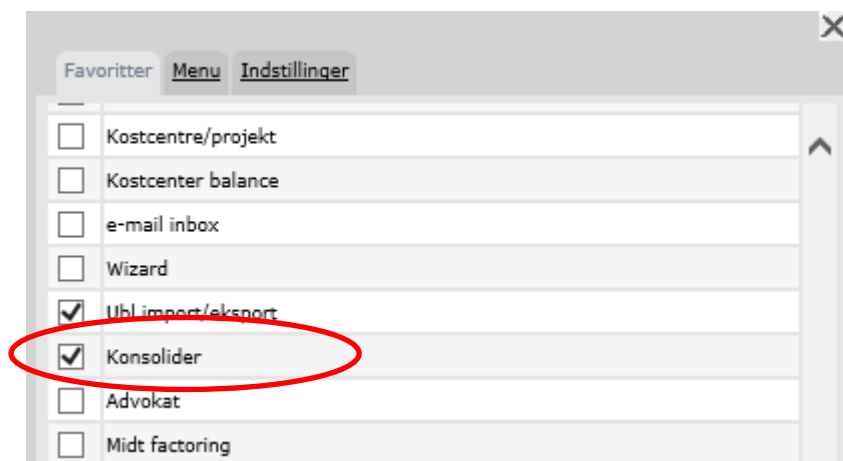 Favoritter Menu Indstillinger
Kostcentre/projekt
Kostcenter balance
e-mail inbox
Wizard
Ubl import/eksport
Konsolider
Advokat
Midt factoring